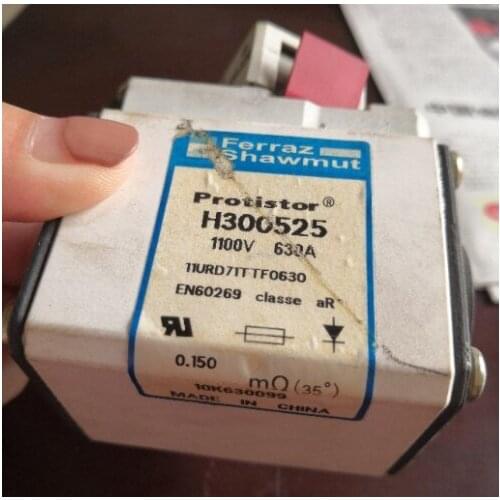 Ferraz
Shawmut
Protistor®
H300525
1100V 630A
11URD71TTF0630
EN60269 classe aR
0.150
mΩ (35°)
10K630099
MADE IN CHINA